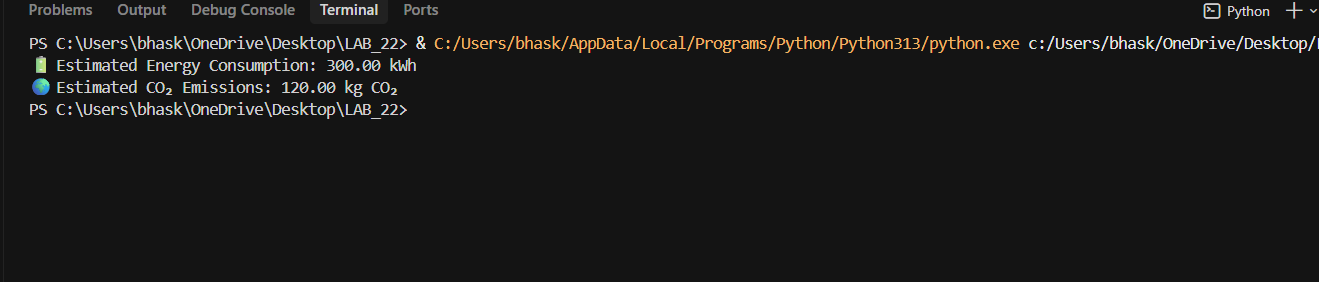 Problems Output Debug Console Terminal Ports Python
PS C:\Users\bhask\OneDrive\Desktop\LAB_22> & C:/Users/bhask/AppData/Local/Programs/Python/Python313/python.exe c:/Users/bhask/OneDrive/Desktop/
🔋 Estimated Energy Consumption: 300.00 kWh
🌍 Estimated CO₂ Emissions: 120.00 kg CO₂
PS C:\Users\bhask\OneDrive\Desktop\LAB_22>